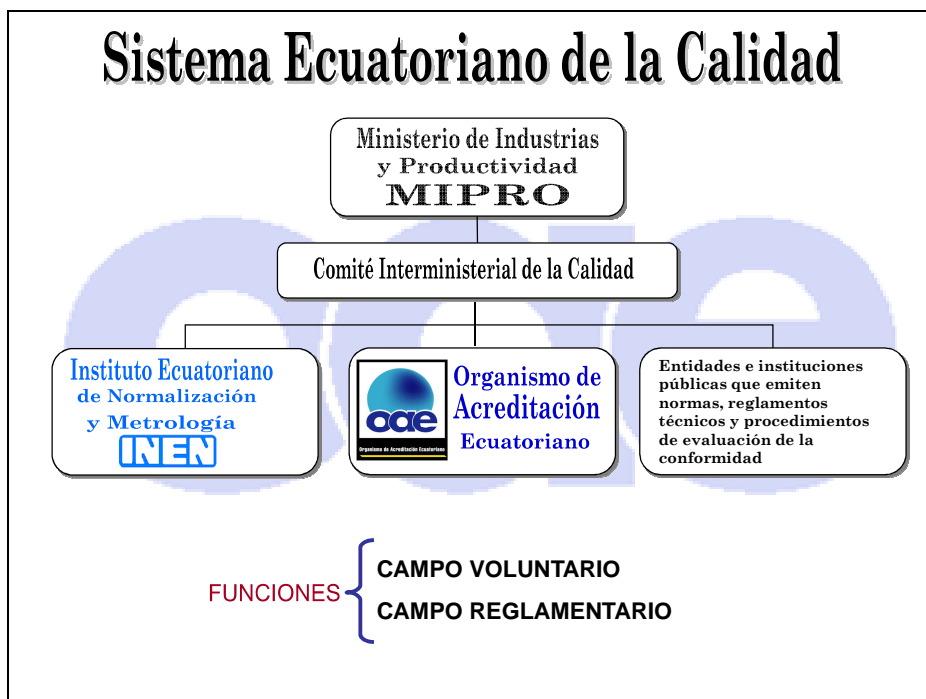 Sistema Ecuatoriano de la Calidad
Ministerio de Industrias
y Productividad
MIPRO
Comité Interministerial de la Calidad
Instituto Ecuatoriano
de Normalización
y Metrología
INEN
oae
Organismo de Acreditación Ecuatoriano
Organismo de
Acreditación
Ecuatoriano
Entidades e instituciones
públicas que emiten
normas, reglamentos
técnicos y procedimientos
de evaluación de la
conformidad
oae
FUNCIONES
CAMPO VOLUNTARIO
CAMPO REGLAMENTARIO